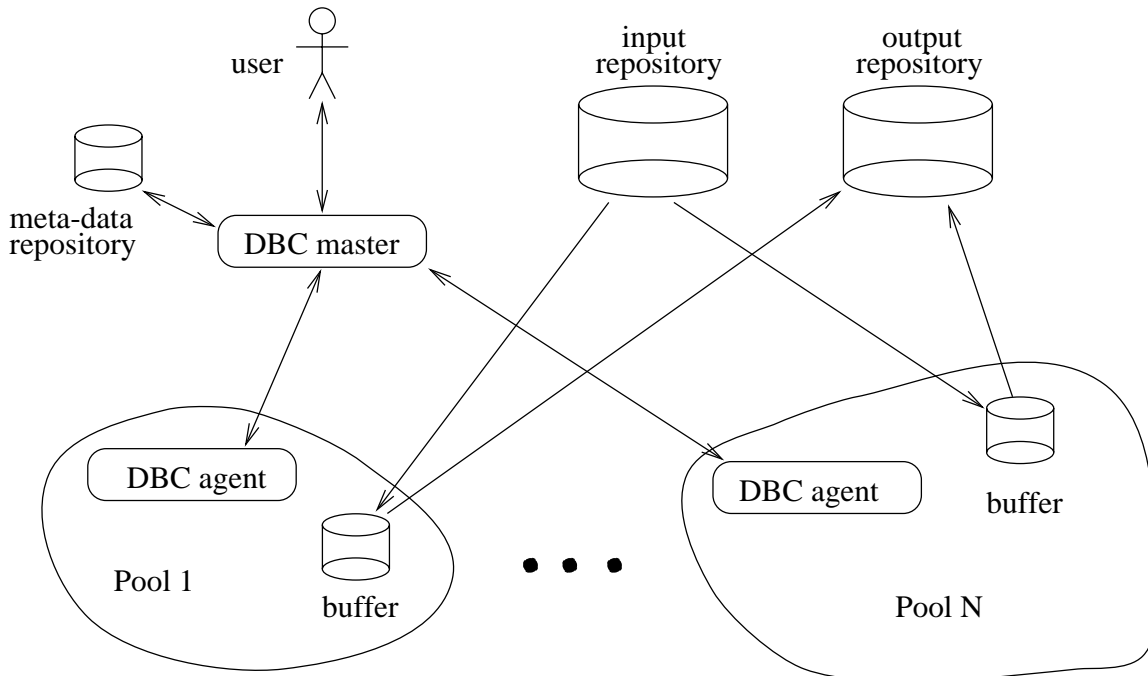 user
input
repository
output
repository
meta-data
repository
DBC master
DBC agent
Pool 1
buffer
DBC agent
buffer
Pool N